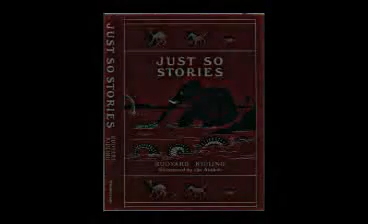 JUST SO STORIES
RUDYARD KIPLING
JUST SO
STORIES
RUDYARD KIPLING
Illustrated by the Author